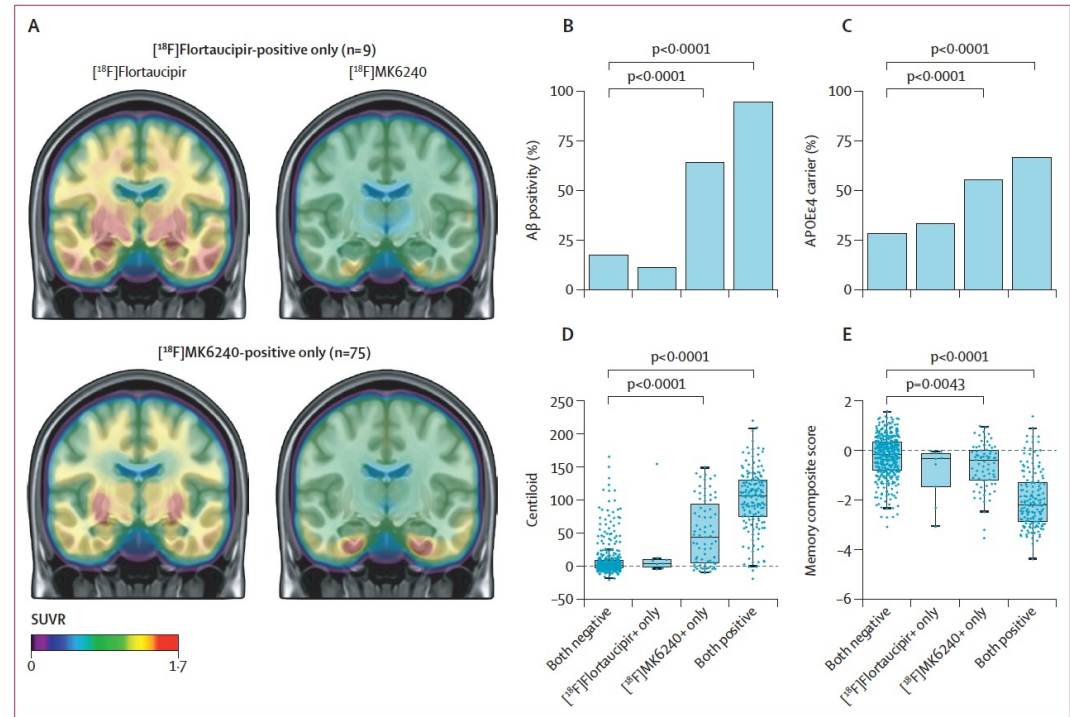 A
[¹⁸F]Flortaucipir-positive only (n=9)
[¹⁸F]Flortaucipir
[¹⁸F]MK6240
[¹⁸F]MK6240-positive only (n=75)
SUVR
0
1·7
B
p<0·0001
p<0·0001
Aβ positivity (%)
100
75
50
25
0
C
p<0·0001
p<0·0001
APOEε4 carrier (%)
100
75
50
25
0
D
p<0·0001
p<0·0001
Centiloid
250
200
150
100
50
0
–50
Both negative
[¹⁸F]Flortaucipir+ only
[¹⁸F]MK6240+ only
Both positive
E
p<0·0001
p=0·0043
Memory composite score
2
0
–2
–4
–6
Both negative
[¹⁸F]Flortaucipir+ only
[¹⁸F]MK6240+ only
Both positive